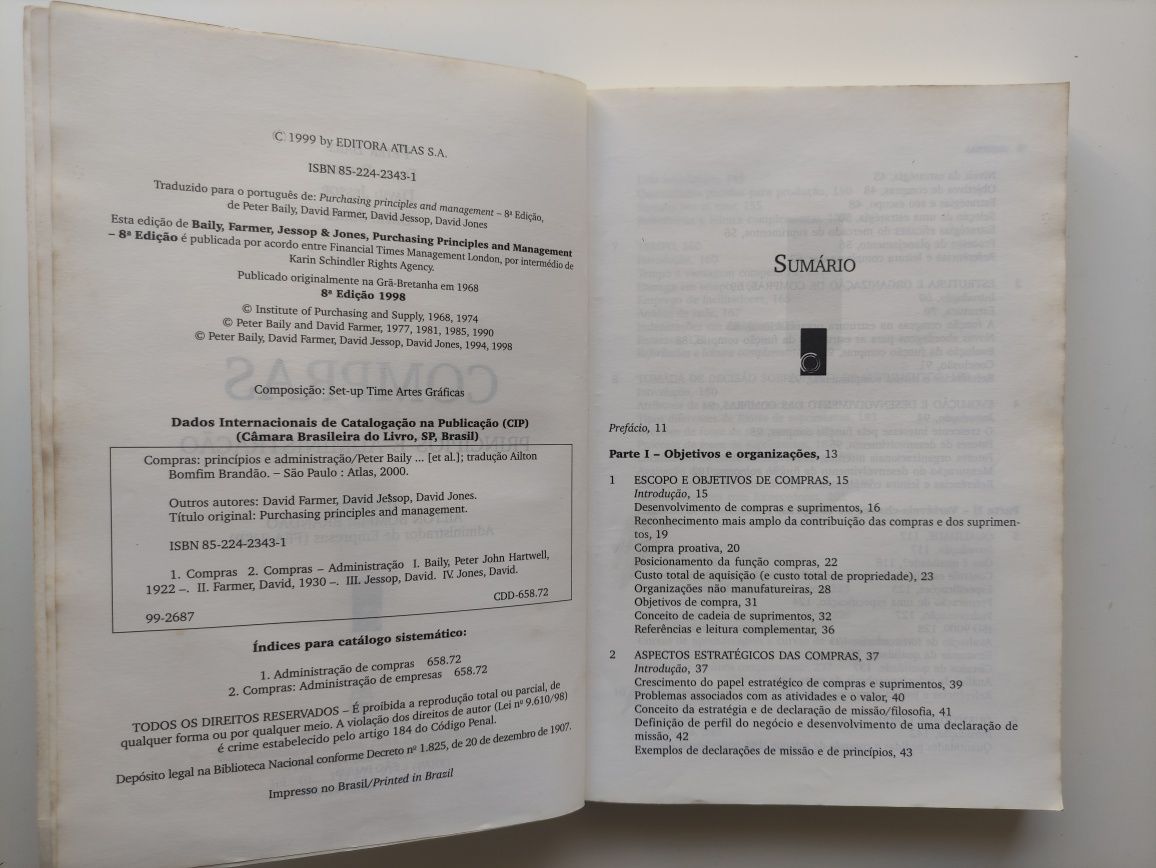 © 1999 by EDITORA ATLAS S.A.
ISBN 85-224-2343-1
Traduzido para o português de: Purchasing principles and management – 8ª Edição,
de Peter Baily, David Farmer, David Jessop, David Jones
Esta edição de Baily, Farmer, Jessop & Jones, Purchasing Principles and Management
– 8ª Edição é publicada por acordo entre Financial Times Management London, por intermédio de
Karin Schindler Rights Agency.
Publicado originalmente na Grã-Bretanha em 1968
8ª Edição 1998
© Institute of Purchasing and Supply, 1968, 1974
© Peter Baily and David Farmer, 1977, 1981, 1985, 1990
© Peter Baily, David Farmer, David Jessop, David Jones, 1994, 1998
Composição: Set-up Time Artes Gráficas
Dados Internacionais de Catalogação na Publicação (CIP)
(Câmara Brasileira do Livro, SP, Brasil)
Compras: princípios e administração/Peter Baily ... [et al.]; tradução Ailton
Bomfim Brandão. – São Paulo : Atlas, 2000.
Outros autores: David Farmer, David Jessop, David Jones.
Título original: Purchasing principles and management.
ISBN 85-224-2343-1
1. Compras 2. Compras – Administração I. Baily, Peter John Hartwell,
1922 –. II. Farmer, David, 1930 –. III. Jessop, David. IV. Jones, David.
99-2687 CDD-658.72
Índices para catálogo sistemático:
1. Administração de compras 658.72
2. Compras: Administração de empresas 658.72
TODOS OS DIREITOS RESERVADOS – É proibida a reprodução total ou parcial, de
qualquer forma ou por qualquer meio. A violação dos direitos de autor (Lei nº 9.610/98)
é crime estabelecido pelo artigo 184 do Código Penal.
Depósito legal na Biblioteca Nacional conforme Decreto nº 1.825, de 20 de dezembro de 1907.
Impresso no Brasil/Printed in Brazil
SUMÁRIO
Prefácio, 11
Parte I – Objetivos e organizações, 13
1 ESCOPO E OBJETIVOS DE COMPRAS, 15
Introdução, 15
Desenvolvimento de compras e suprimentos, 16
Reconhecimento mais amplo da contribuição das compras e dos suprimen-
tos, 19
Compra proativa, 20
Posicionamento da função compras, 22
Custo total de aquisição (e custo total de propriedade), 23
Organizações não manufatureiras, 28
Objetivos de compra, 31
Conceito de cadeia de suprimentos, 32
Referências e leitura complementar, 36
2 ASPECTOS ESTRATÉGICOS DAS COMPRAS, 37
Introdução, 37
Crescimento do papel estratégico de compras e suprimentos, 39
Problemas associados com as atividades e o valor, 40
Conceito da estratégia e de declaração de missão/filosofia, 41
Definição de perfil do negócio e desenvolvimento de uma declaração de
missão, 42
Exemplos de declarações de missão e de princípios, 43